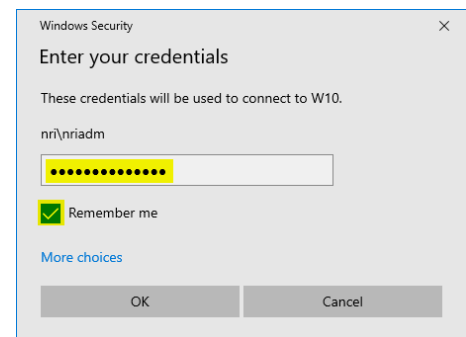 Windows Security
Enter your credentials
These credentials will be used to connect to W10.
nri\nriadm
●●●●●●●●●●●●●●
Remember me
More choices
OK Cancel